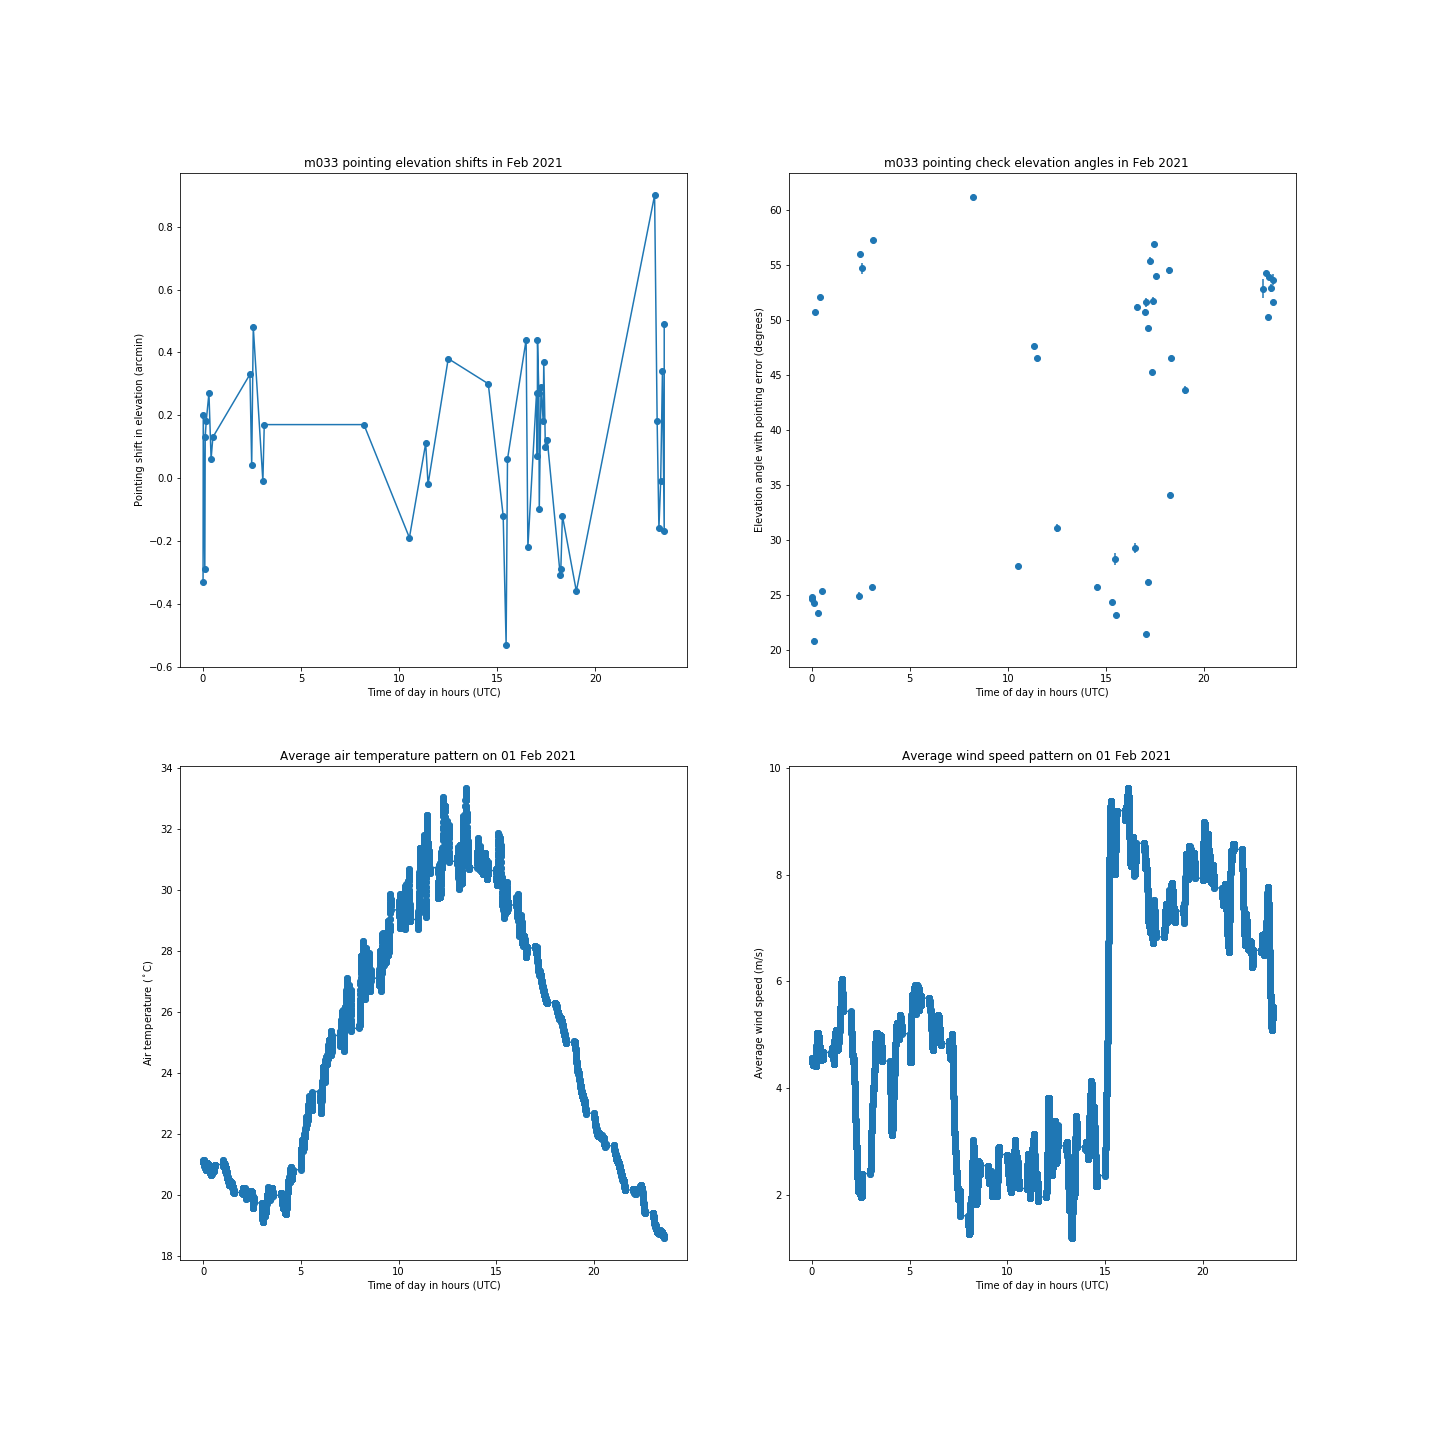 m033 pointing elevation shifts in Feb 2021
Pointing shift in elevation (arcmin)
0.8
0.6
0.4
0.2
0.0
−0.2
−0.4
−0.6
0 5 10 15 20
Time of day in hours (UTC)
m033 pointing check elevation angles in Feb 2021
Elevation angle with pointing error (degrees)
60
55
50
45
40
35
30
25
20
0 5 10 15 20
Time of day in hours (UTC)
Average air temperature pattern on 01 Feb 2021
Air temperature (°C)
34
32
30
28
26
24
22
20
18
0 5 10 15 20
Time of day in hours (UTC)
Average wind speed pattern on 01 Feb 2021
Average wind speed (m/s)
10
8
6
4
2
0 5 10 15 20
Time of day in hours (UTC)